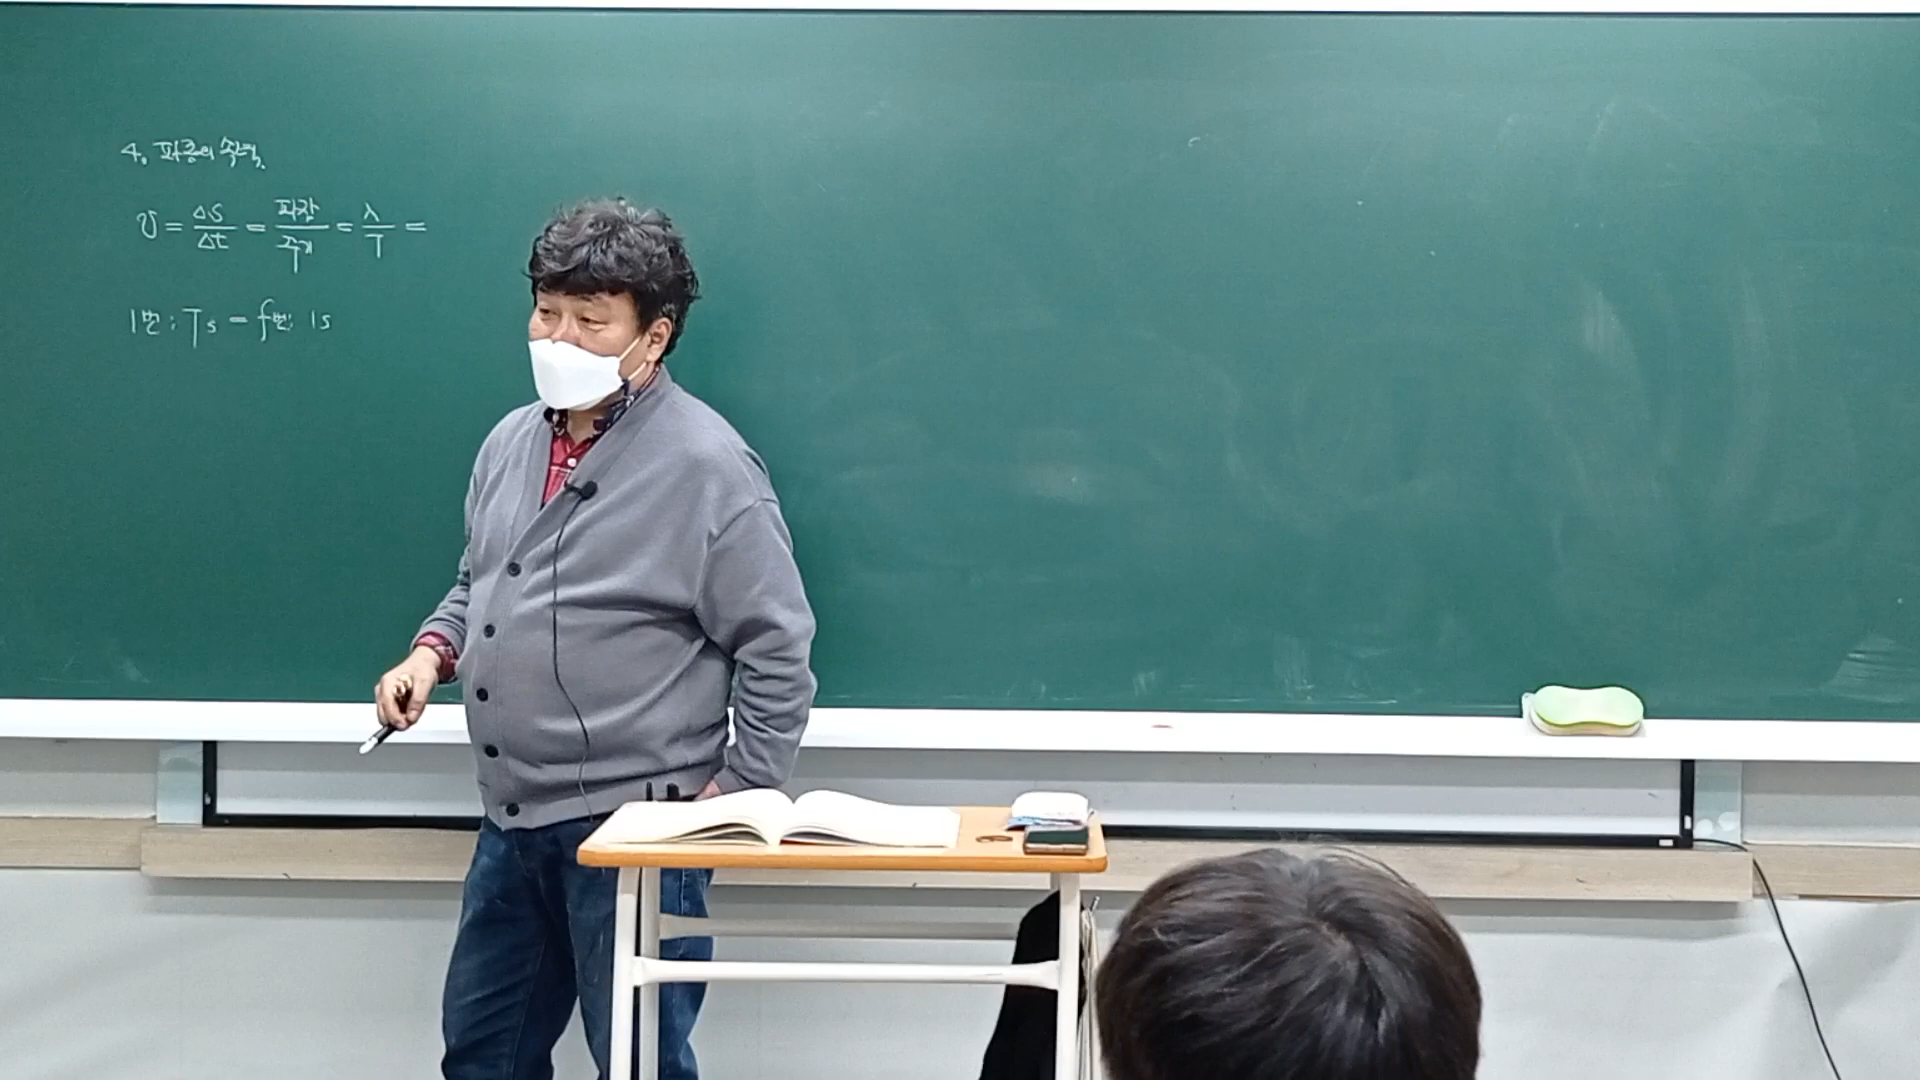 4. 파동의 속력.
v = Δs/Δt = 파장/주기 = λ/T =
1번 : Ts = f번 : 1s